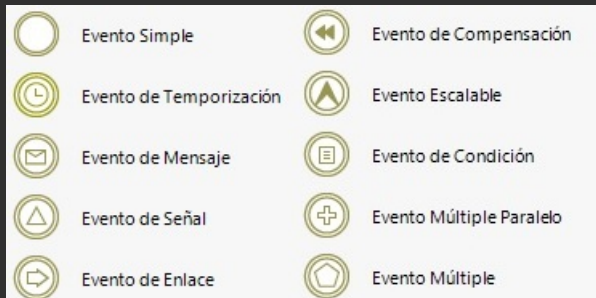 Evento Simple
Evento de Temporización
Evento de Mensaje
Evento de Señal
Evento de Enlace
Evento de Compensación
Evento Escalable
Evento de Condición
Evento Múltiple Paralelo
Evento Múltiple